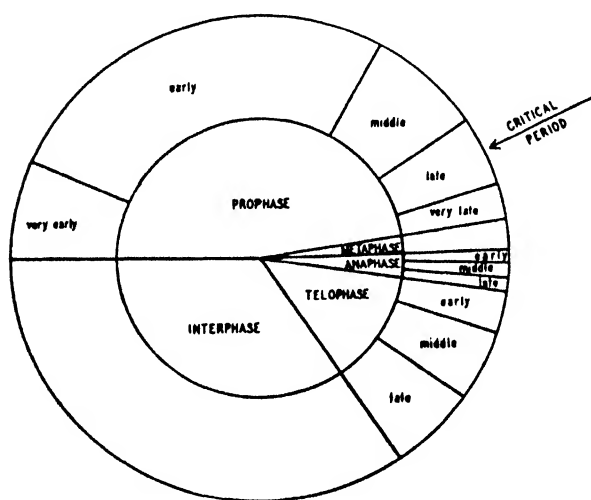 early
middle
CRITICAL
PERIOD
late
very late
very early
PROPHASE
METAPHASE
ANAPHASE
early
middle
late
TELOPHASE
early
INTERPHASE
middle
late